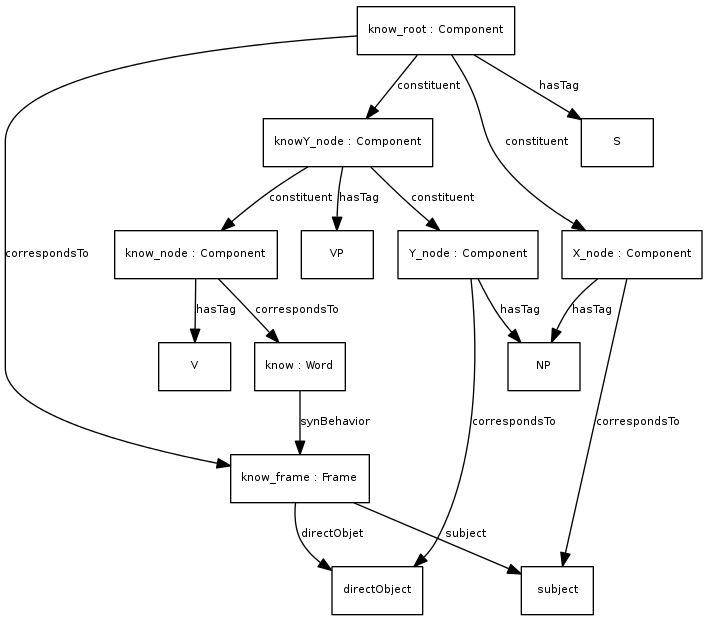 know_root : Component
constituent
hasTag
knowY_node : Component
constituent
S
constituent
hasTag
constituent
correspondsTo
know_node : Component
VP
Y_node : Component
X_node : Component
hasTag
correspondsTo
hasTag
hasTag
V
know : Word
NP
synBehavior
correspondsTo
correspondsTo
know_frame : Frame
directObjet
subject
directObject
subject